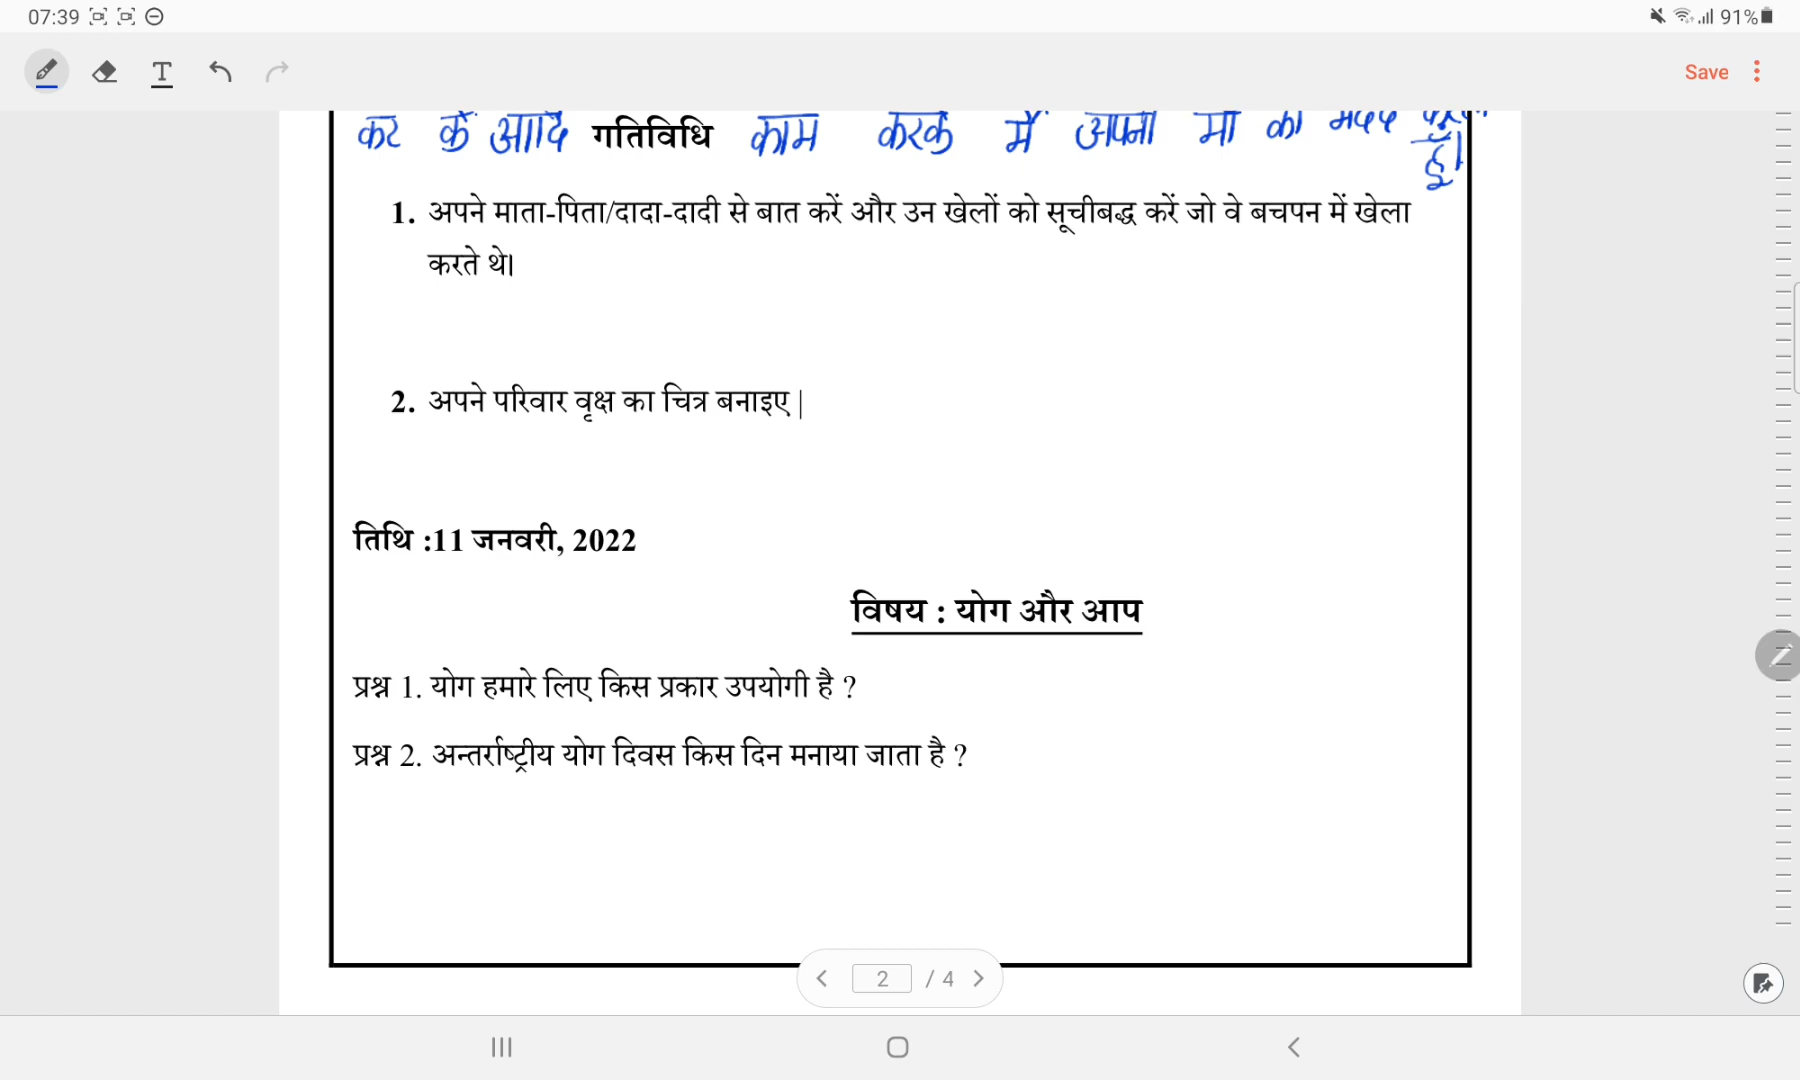 07:39
91%
Save
कर के आदि गतिविधि काम करके में अपनी माँ की मदद
हूँ।
1. अपने माता-पिता/दादा-दादी से बात करें और उन खेलों को सूचीबद्ध करें जो वे बचपन में खेला
करते थे।
2. अपने परिवार वृक्ष का चित्र बनाइए |
तिथि :11 जनवरी, 2022
विषय : योग और आप
प्रश्न 1. योग हमारे लिए किस प्रकार उपयोगी है ?
प्रश्न 2. अन्तर्राष्ट्रीय योग दिवस किस दिन मनाया जाता है ?
2 / 4